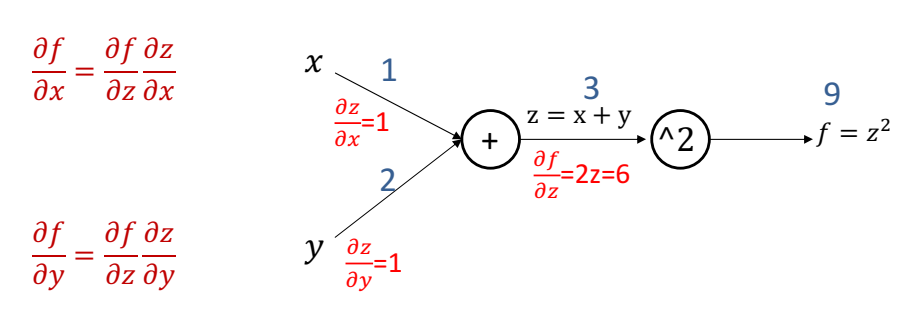 ∂f/∂x = ∂f/∂z ∂z/∂x
x
1
∂z/∂x=1
+
3
z = x + y
∂f/∂z=2z=6
^2
9
f = z²
2
∂f/∂y = ∂f/∂z ∂z/∂y
y
∂z/∂y=1